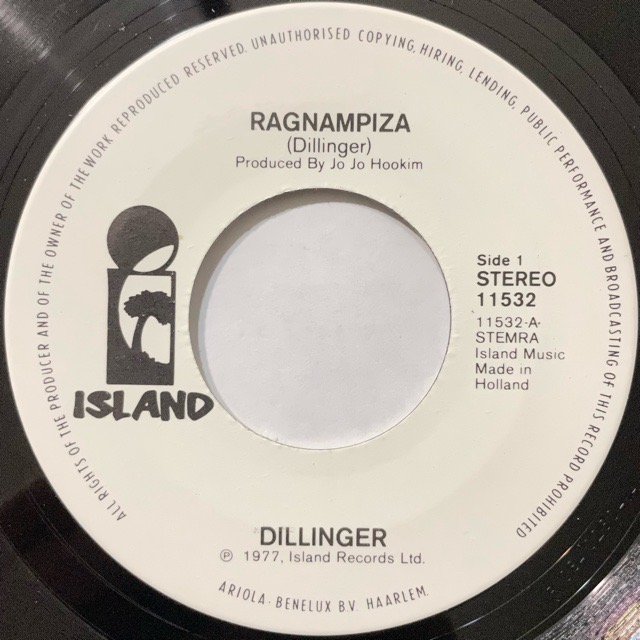 ALL RIGHTS OF THE PRODUCER AND OF THE OWNER OF THE WORK REPRODUCED RESERVED. UNAUTHORISED COPYING, HIRING, LENDING, PUBLIC PERFORMANCE AND BROADCASTING OF THIS RECORD PROHIBITED
RAGNAMPIZA
(Dillinger)
Produced By Jo Jo Hookim
Side 1
STEREO
11532
11532-A-
STEMRA
Island Music
Made in
Holland
ISLAND
DILLINGER
℗ 1977, Island Records Ltd.
ARIOLA-BENELUX B.V. HAARLEM.